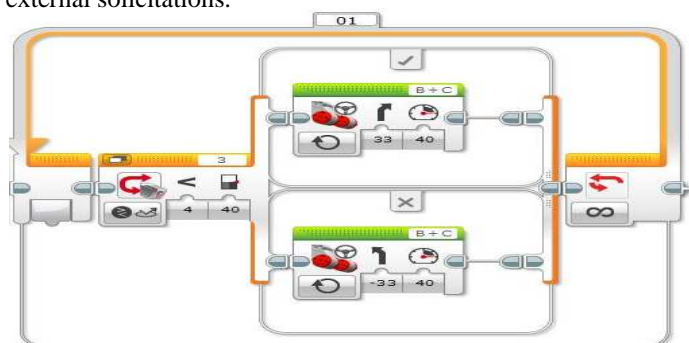 external solicitations.
01
B + C
33 40
3
< 4 40
B + C
-33 40
∞